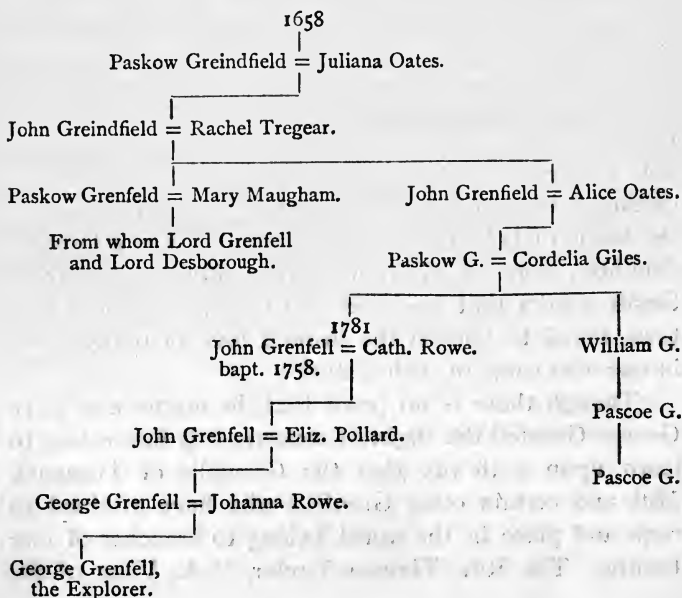 1658
Paskow Greindfield = Juliana Oates.
John Greindfield = Rachel Tregear.
Paskow Grenfeld = Mary Maugham. John Grenfield = Alice Oates.
From whom Lord Grenfell
and Lord Desborough.
Paskow G. = Cordelia Giles.
1781
John Grenfell = Cath. Rowe. William G.
bapt. 1758.
Pascoe G.
John Grenfell = Eliz. Pollard.
Pascoe G.
George Grenfell = Johanna Rowe.
George Grenfell,
the Explorer.